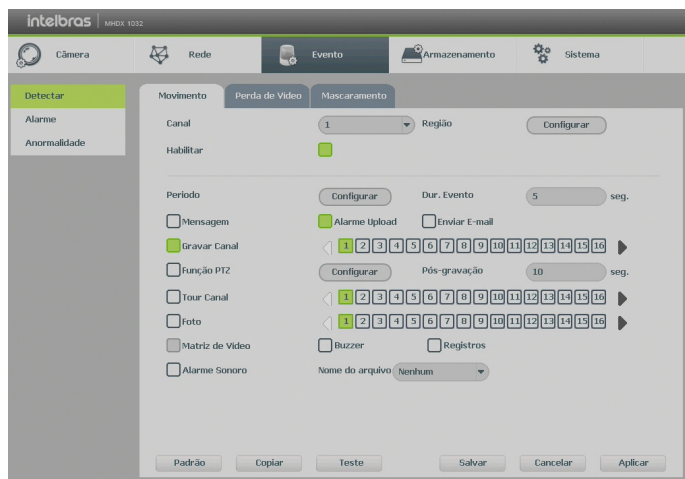 intelbras | MHDX 1032
Câmera Rede Evento Armazenamento Sistema
Detectar
Alarme
Anormalidade
Movimento Perda de Vídeo Mascaramento
Canal 1 Região Configurar
Habilitar
Periodo Configurar Dur. Evento 5 seg.
Mensagem Alarme Upload Enviar E-mail
Gravar Canal 1 2 3 4 5 6 7 8 9 10 11 12 13 14 15 16
Função PTZ Configurar Pós-gravação 10 seg.
Tour Canal 1 2 3 4 5 6 7 8 9 10 11 12 13 14 15 16
Foto 1 2 3 4 5 6 7 8 9 10 11 12 13 14 15 16
Matriz de Vídeo Buzzer Registros
Alarme Sonoro Nome do arquivo Nenhum
Padrão Copiar Teste Salvar Cancelar Aplicar